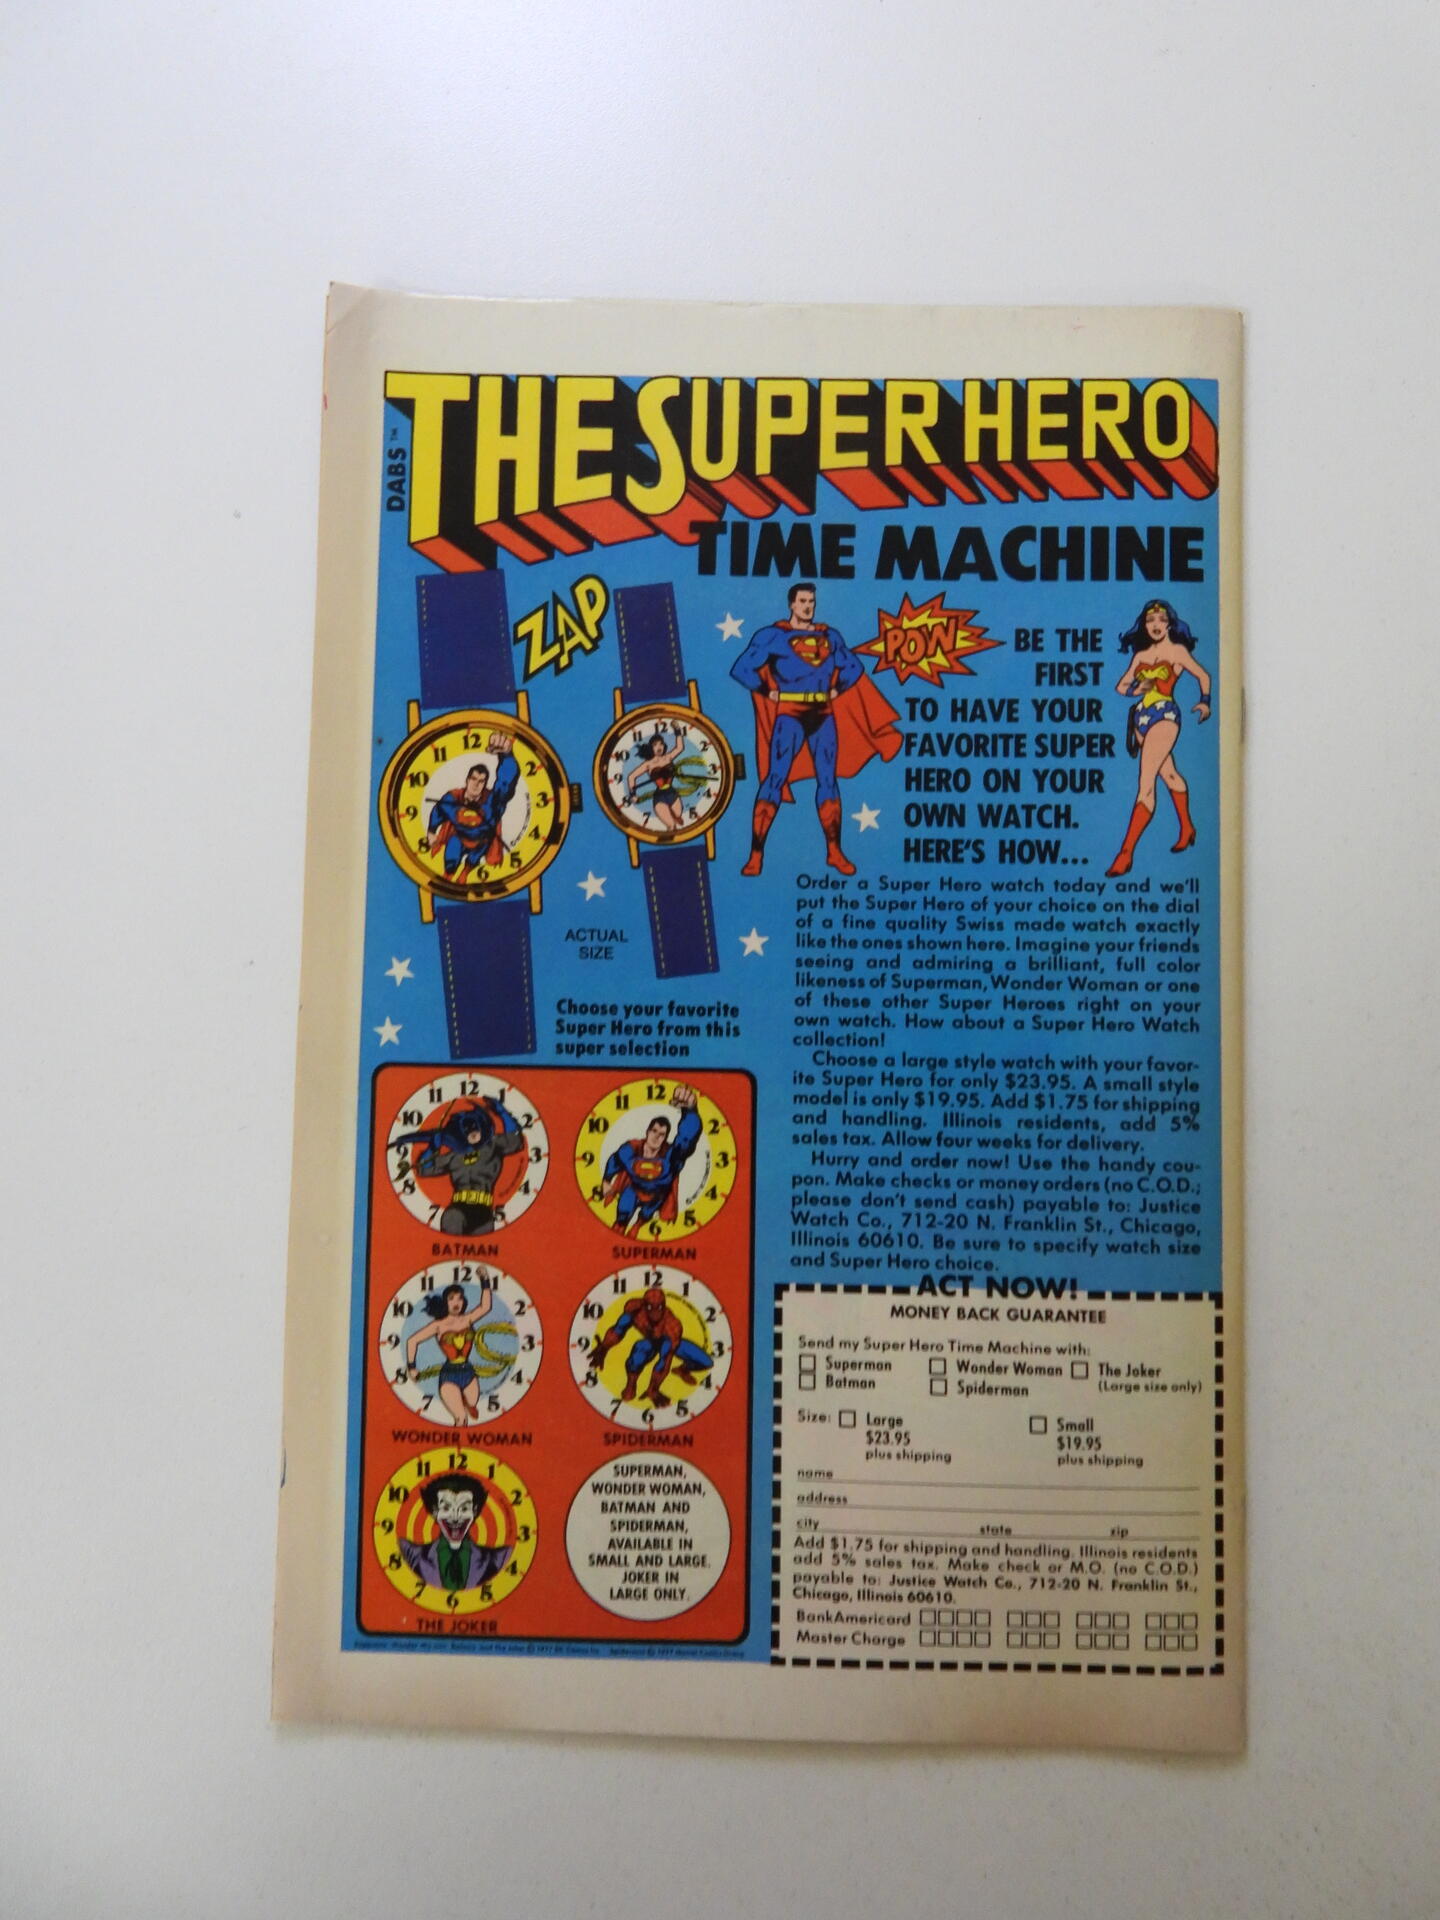 THE SUPER HERO
DABS™
TIME MACHINE
ZAP
POW
BE THE
FIRST
TO HAVE YOUR
FAVORITE SUPER
HERO ON YOUR
OWN WATCH.
HERE'S HOW...
ACTUAL
SIZE
Choose your favorite
Super Hero from this
super selection
Order a Super Hero watch today and we'll
put the Super Hero of your choice on the dial
of a fine quality Swiss made watch exactly
like the ones shown here. Imagine your friends
seeing and admiring a brilliant, full color
likeness of Superman, Wonder Woman or one
of these other Super Heroes right on your
own watch. How about a Super Hero Watch
collection!
Choose a large style watch with your favor-
ite Super Hero for only $23.95. A small style
model is only $19.95. Add $1.75 for shipping
and handling. Illinois residents, add 5%
sales tax. Allow four weeks for delivery.
Hurry and order now! Use the handy cou-
pon. Make checks or money orders (no C.O.D.;
please don't send cash) payable to: Justice
Watch Co., 712-20 N. Franklin St., Chicago,
Illinois 60610. Be sure to specify watch size
and Super Hero choice.
BATMAN
SUPERMAN
WONDER WOMAN
SPIDERMAN
THE JOKER
SUPERMAN,
WONDER WOMAN,
BATMAN AND
SPIDERMAN,
AVAILABLE IN
SMALL AND LARGE.
JOKER IN
LARGE ONLY.
ACT NOW!
MONEY BACK GUARANTEE
Send my Super Hero Time Machine with:
Superman Wonder Woman The Joker
Batman Spiderman (Large size only)
Size: Large Small
$23.95 $19.95
plus shipping plus shipping
name
address
city state zip
Add $1.75 for shipping and handling. Illinois residents
add 5% sales tax. Make check or M.O. (no C.O.D.)
payable to: Justice Watch Co., 712-20 N. Franklin St.,
Chicago, Illinois 60610.
BankAmericard
Master Charge